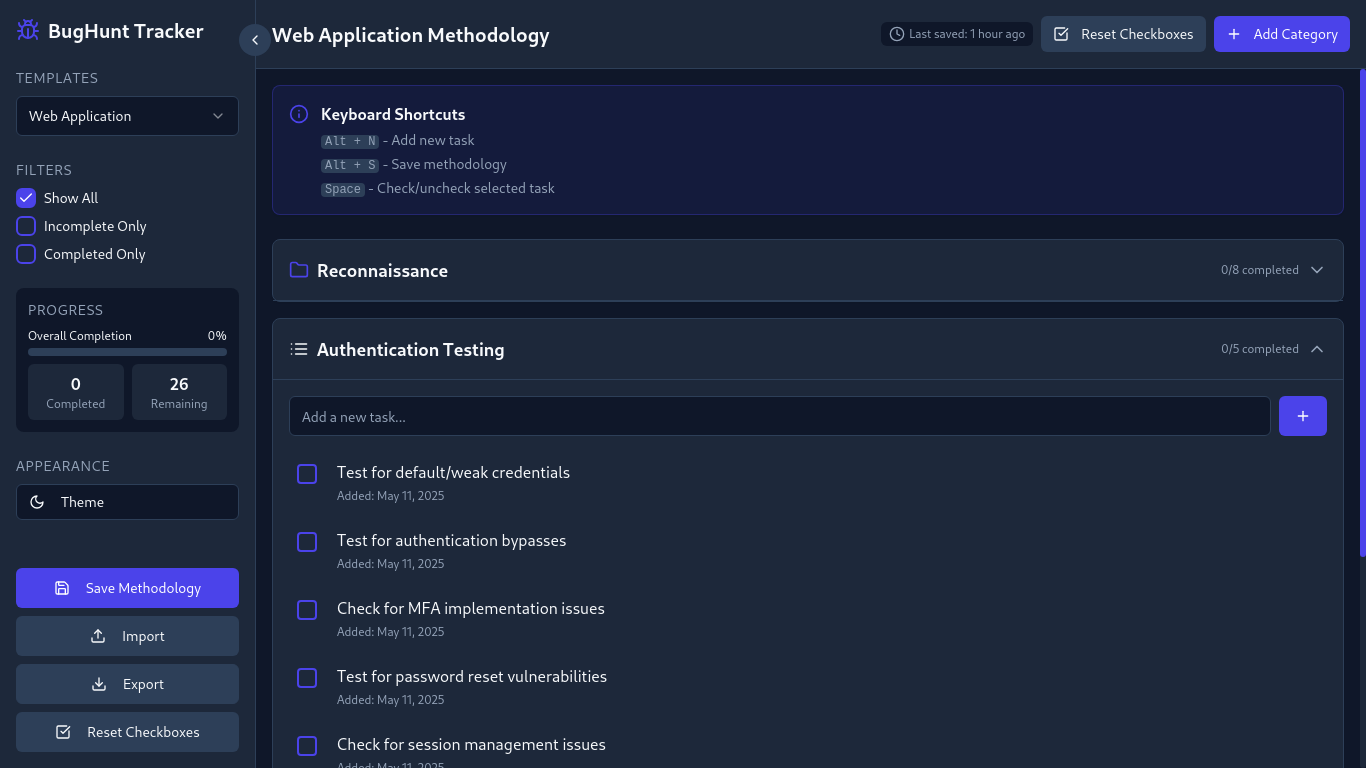 BugHunt Tracker
TEMPLATES
Web Application
FILTERS
Show All
Incomplete Only
Completed Only
PROGRESS
Overall Completion 0%
0 26
Completed Remaining
APPEARANCE
Theme
Save Methodology
Import
Export
Reset Checkboxes
Web Application Methodology
Last saved: 1 hour ago
Reset Checkboxes
Add Category
Keyboard Shortcuts
Alt + N - Add new task
Alt + S - Save methodology
Space - Check/uncheck selected task
Reconnaissance 0/8 completed
Authentication Testing 0/5 completed
Add a new task...
Test for default/weak credentials
Added: May 11, 2025
Test for authentication bypasses
Added: May 11, 2025
Check for MFA implementation issues
Added: May 11, 2025
Test for password reset vulnerabilities
Added: May 11, 2025
Check for session management issues
Added: May 11, 2025